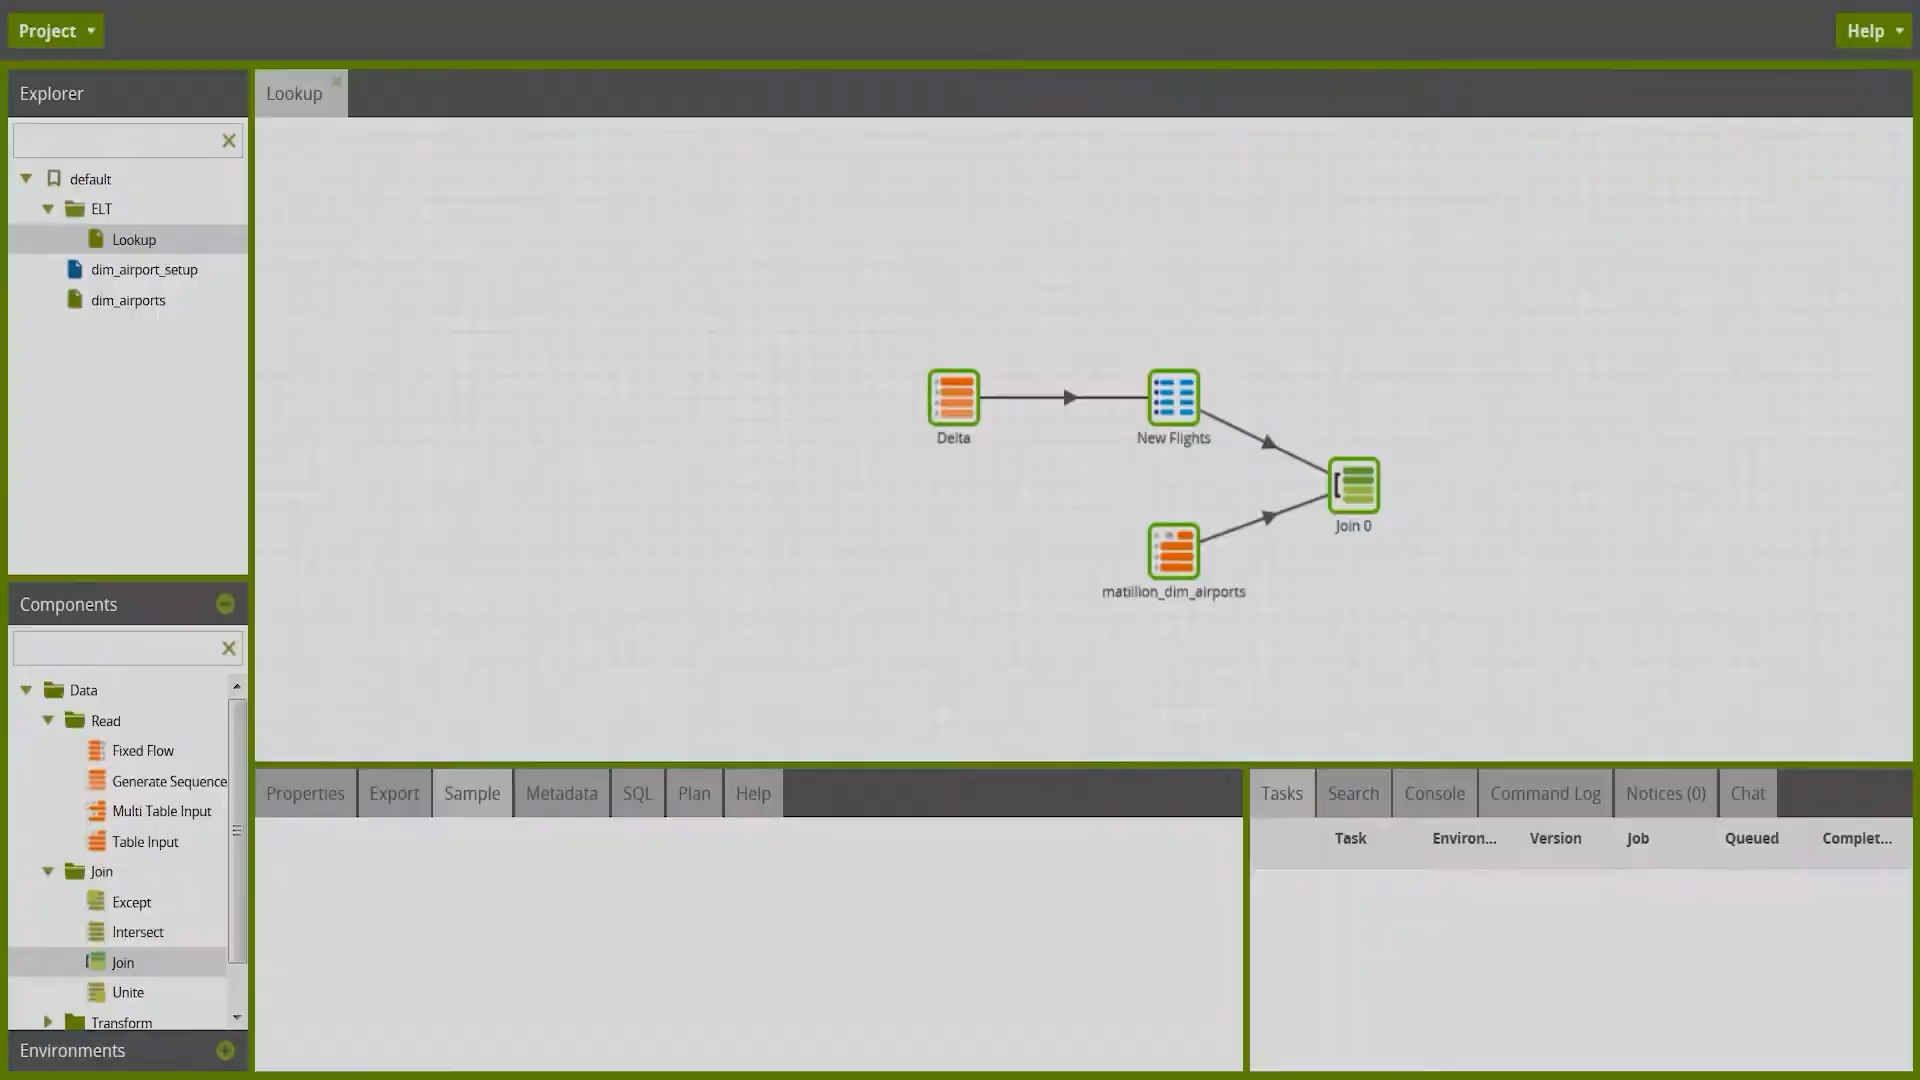 Project
Help
Explorer
Lookup
default
ELT
Lookup
dim_airport_setup
dim_airports
Delta
New Flights
Join 0
matillion_dim_airports
Components
Data
Read
Fixed Flow
Generate Sequence
Multi Table Input
Table Input
Join
Except
Intersect
Join
Unite
Transform
Environments
Properties
Export
Sample
Metadata
SQL
Plan
Help
Tasks
Search
Console
Command Log
Notices (0)
Chat
Task
Environ...
Version
Job
Queued
Complet...